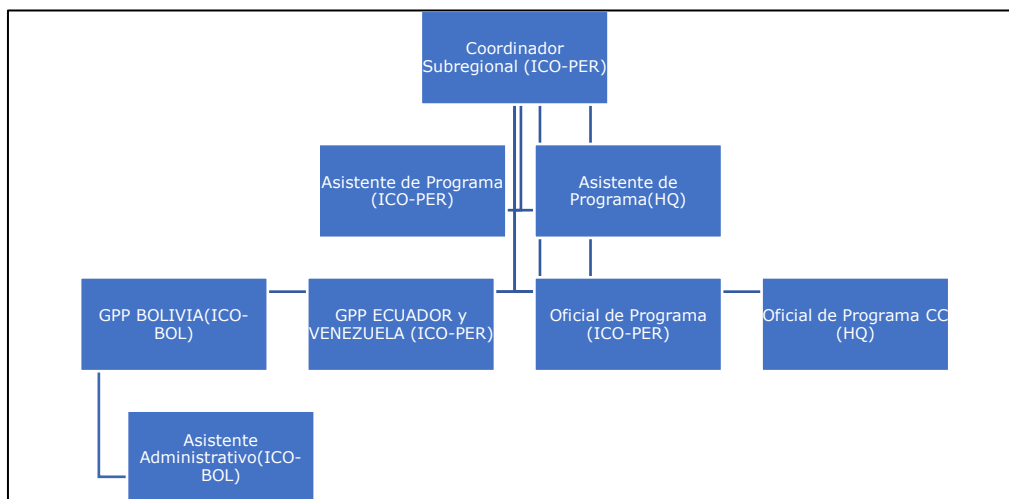 Coordinador
Subregional (ICO-PER)
Asistente de Programa
(ICO-PER)
Asistente de
Programa(HQ)
GPP BOLIVIA(ICO-
BOL)
GPP ECUADOR y
VENEZUELA (ICO-PER)
Oficial de Programa
(ICO-PER)
Oficial de Programa CC
(HQ)
Asistente
Administrativo(ICO-
BOL)